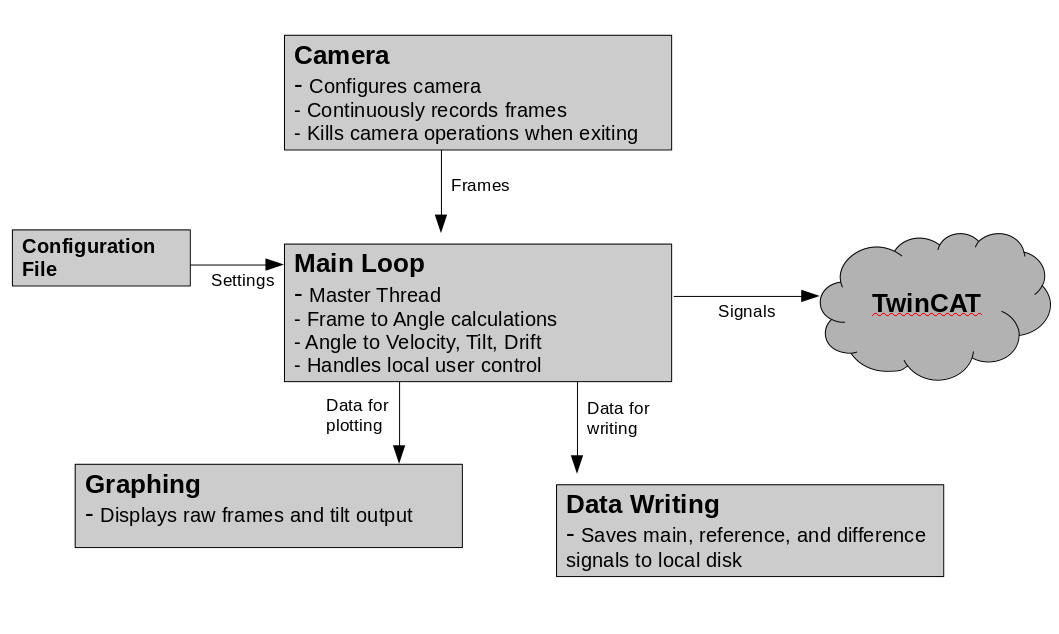 Camera
- Configures camera
- Continuously records frames
- Kills camera operations when exiting
Frames
Configuration
File
Settings
Main Loop
- Master Thread
- Frame to Angle calculations
- Angle to Velocity, Tilt, Drift
- Handles local user control
Signals
TwinCAT
Data for
plotting
Data for
writing
Graphing
- Displays raw frames and tilt output
Data Writing
- Saves main, reference, and difference
signals to local disk